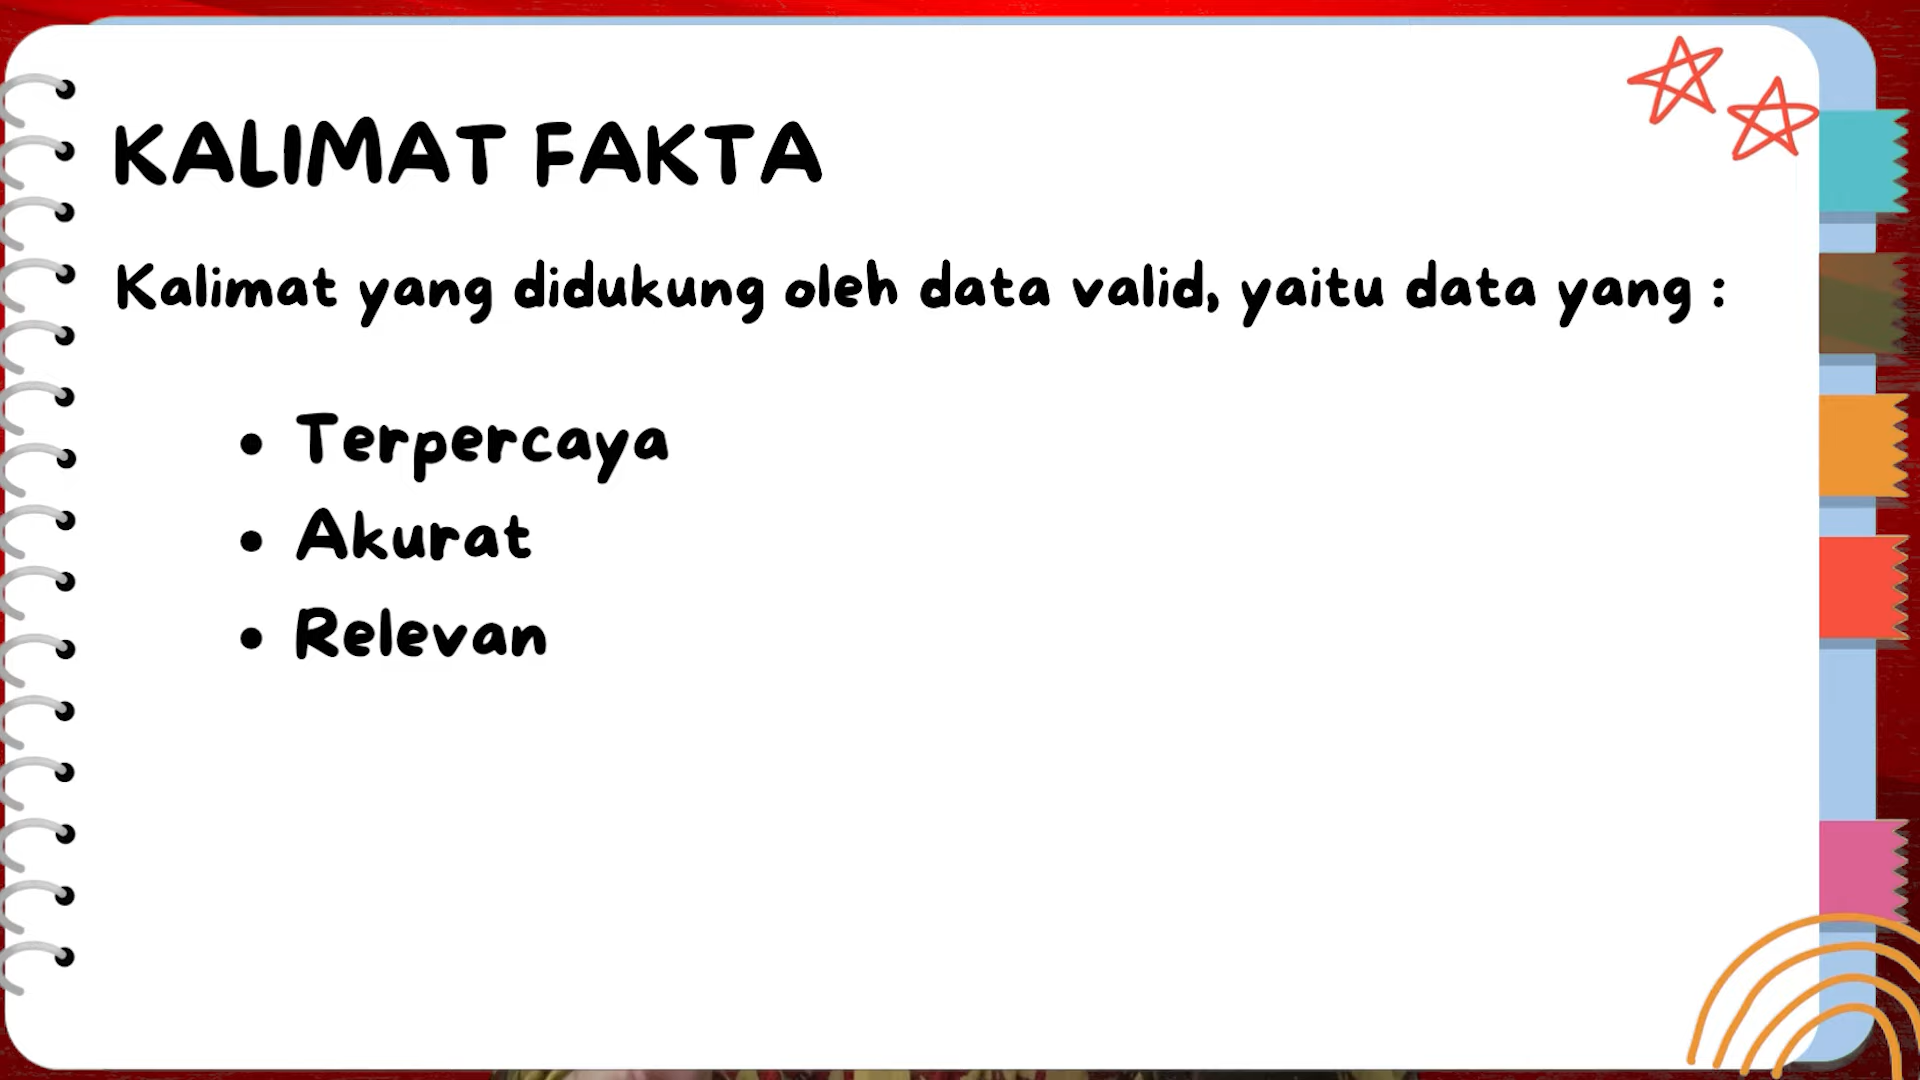 KALIMAT FAKTA
Kalimat yang didukung oleh data valid, yaitu data yang :
• Terpercaya
• Akurat
• Relevan